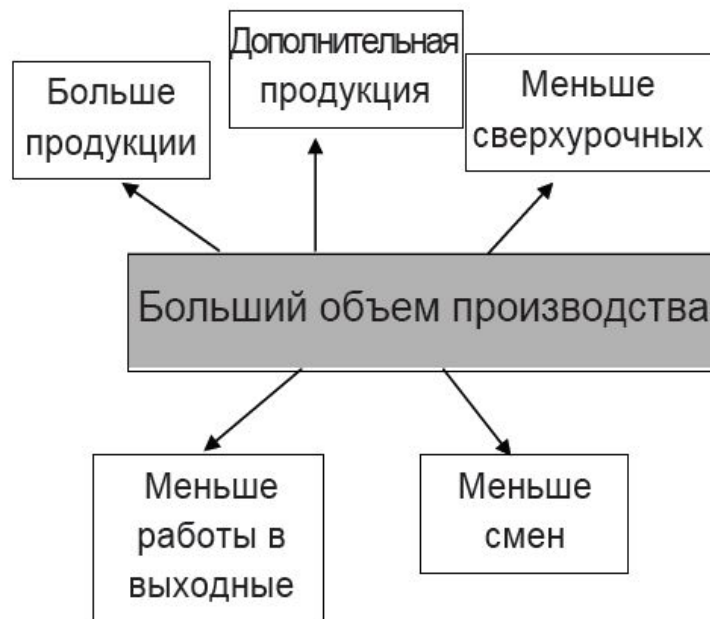 Больше
продукции
Дополнительная
продукция
Меньше
сверхурочных
Больший объем производства
Меньше
работы в
выходные
Меньше
смен